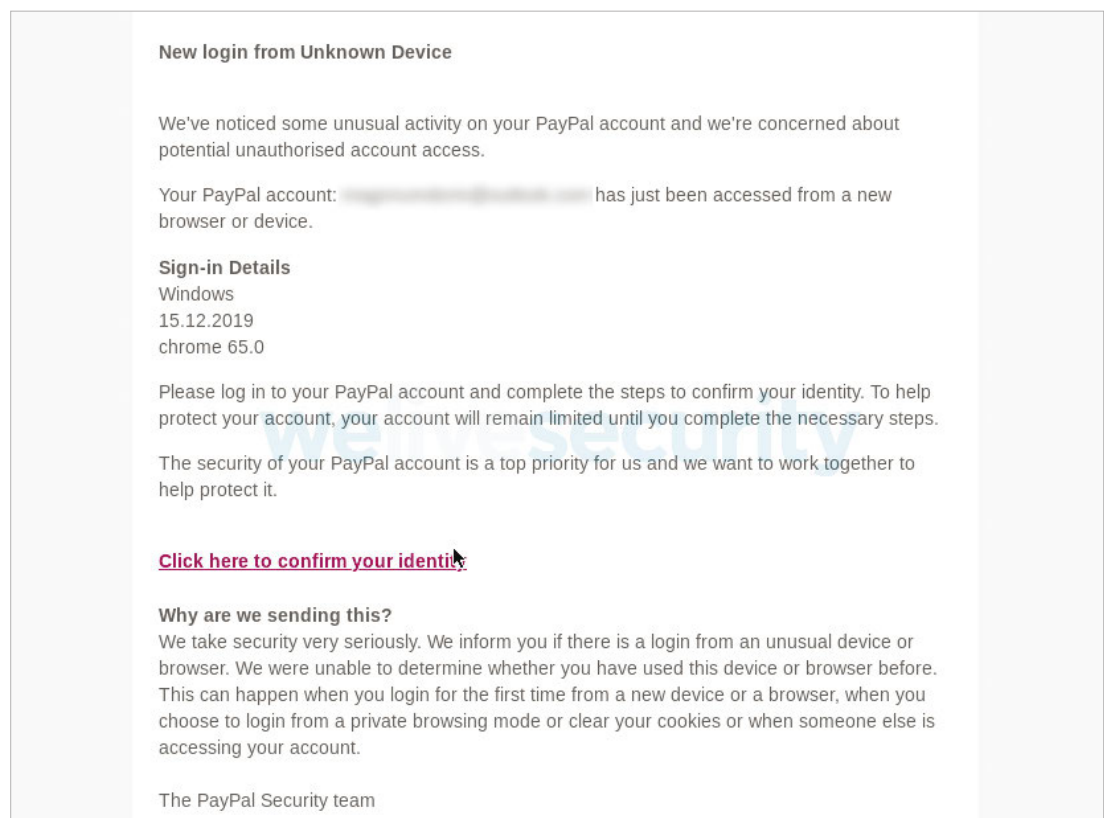 New login from Unknown Device
We've noticed some unusual activity on your PayPal account and we're concerned about
potential unauthorised account access.
Your PayPal account: has just been accessed from a new
browser or device.
Sign-in Details
Windows
15.12.2019
chrome 65.0
Please log in to your PayPal account and complete the steps to confirm your identity. To help
protect your account, your account will remain limited until you complete the necessary steps.
welivesecurity
The security of your PayPal account is a top priority for us and we want to work together to
help protect it.
Click here to confirm your identity
Why are we sending this?
We take security very seriously. We inform you if there is a login from an unusual device or
browser. We were unable to determine whether you have used this device or browser before.
This can happen when you login for the first time from a new device or a browser, when you
choose to login from a private browsing mode or clear your cookies or when someone else is
accessing your account.
The PayPal Security team